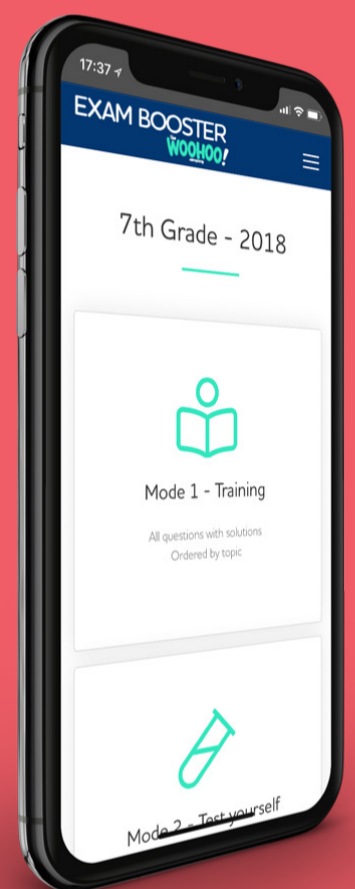 17:37
EXAM BOOSTER
WOOHOO!
7th Grade - 2018
Mode 1 - Training
All questions with solutions
Ordered by topic
Mode 2 - Test yourself